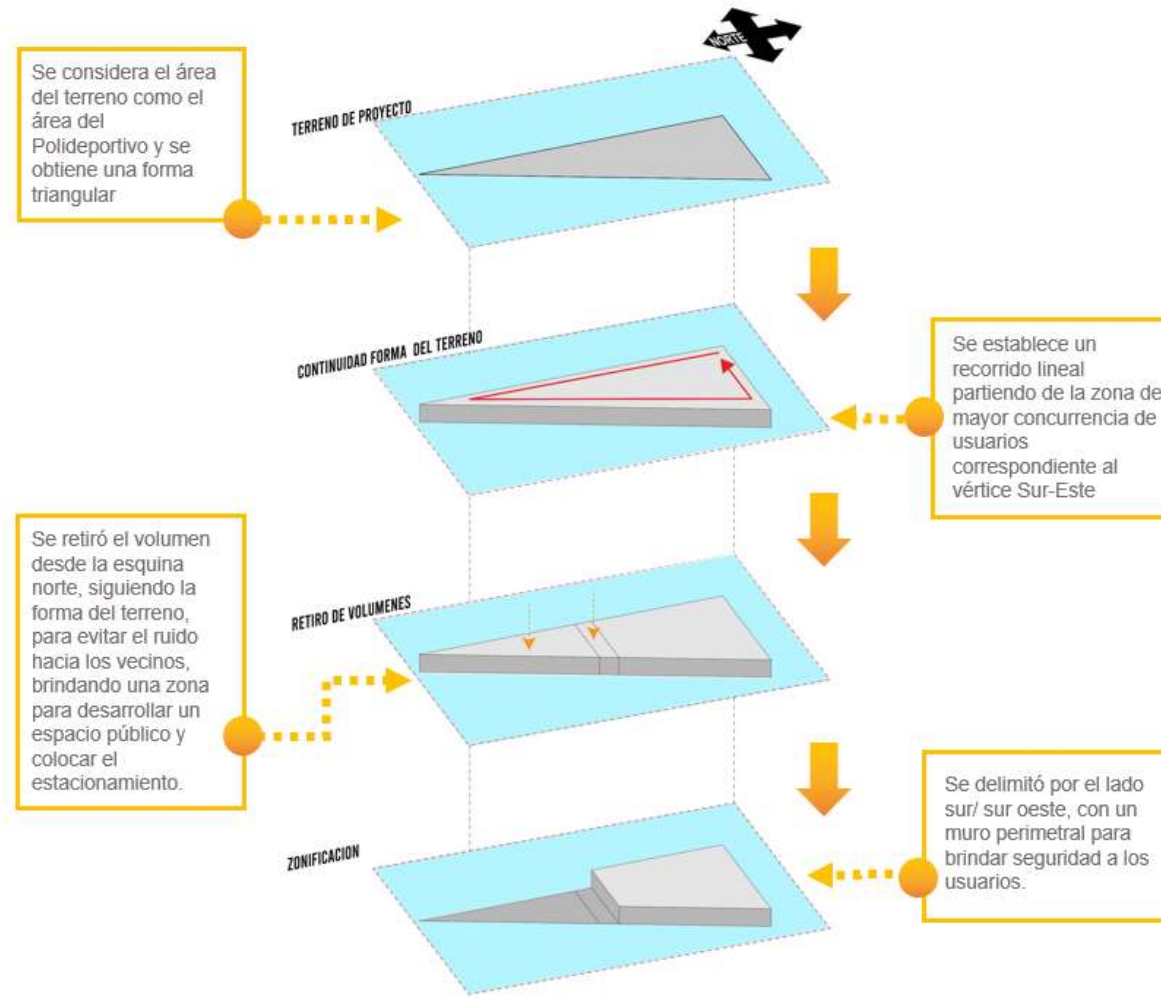 NORTE
Se considera el área
del terreno como el
área del
Polideportivo y se
obtiene una forma
triangular
TERRENO DE PROYECTO
CONTINUIDAD FORMA DEL TERRENO
Se establece un
recorrido lineal
partiendo de la zona de
mayor concurrencia de
usuarios
correspondiente al
vértice Sur-Este
Se retiró el volumen
desde la esquina
norte, siguiendo la
forma del terreno,
para evitar el ruido
hacia los vecinos,
brindando una zona
para desarrollar un
espacio público y
colocar el
estacionamiento.
RETIRO DE VOLUMENES
Se delimitó por el lado
sur/ sur oeste, con un
muro perimetral para
brindar seguridad a los
usuarios.
ZONIFICACION